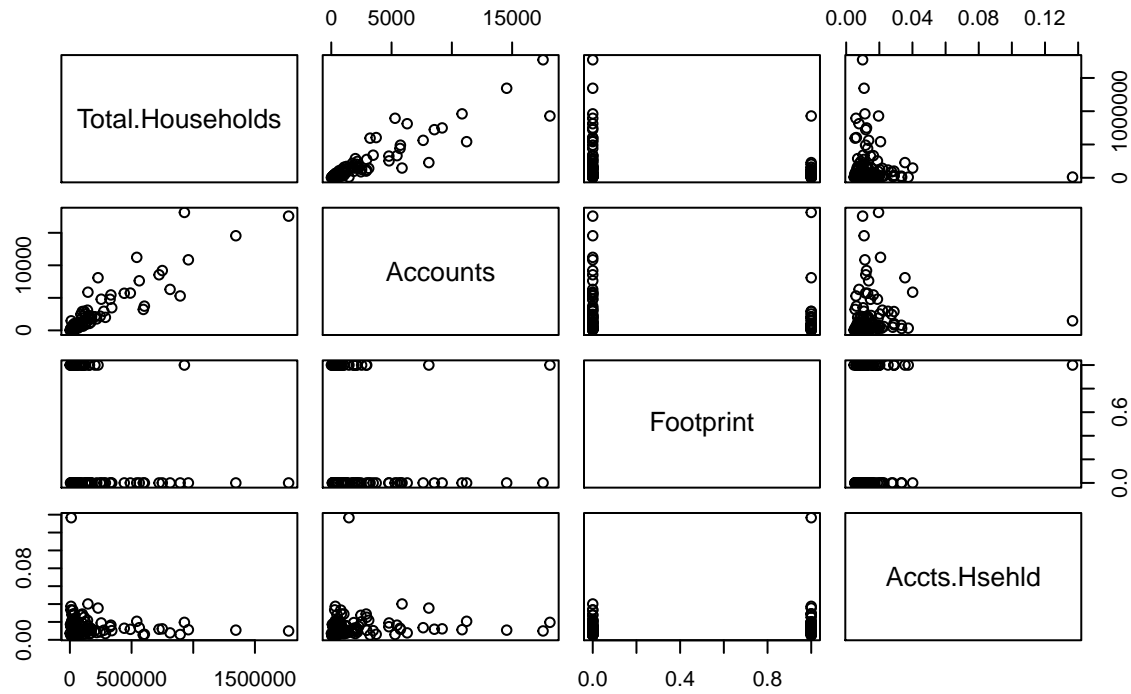 0 5000 15000
0.00 0.04 0.08 0.12
Total.Households
0 1000000
0 10000
Accounts
Footprint
0.0 0.6
0.00 0.08
Accts.Hsehld
0 500000 1500000
0.0 0.4 0.8